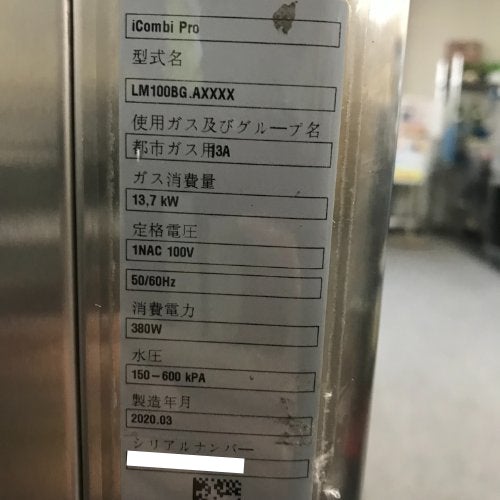 iCombi Pro
型式名
LM100BG.AXXXX
使用ガス及びグループ名
都市ガス用13A
ガス消費量
13,7 kW
定格電圧
1NAC 100V
50/60Hz
消費電力
380W
水圧
150－600 kPA
製造年月
2020.03
シリアルナンバー